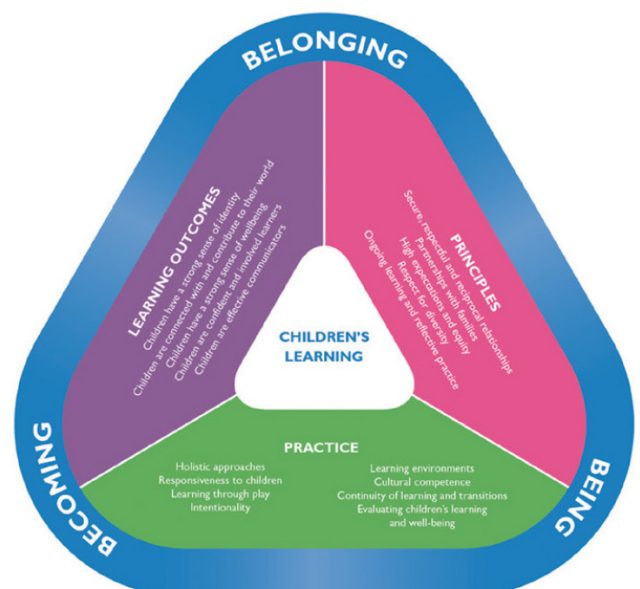 BELONGING
LEARNING OUTCOMES
Children have a strong sense of identity
Children are connected with and contribute to their world
Children have a strong sense of wellbeing
Children are confident and involved learners
Children are effective communicators
PRINCIPLES
Secure, respectful and reciprocal relationships
Partnerships with families
High expectations and equity
Respect for diversity
Ongoing learning and reflective practice
CHILDREN'S
LEARNING
PRACTICE
Holistic approaches
Responsiveness to children
Learning through play
Intentionality
Learning environments
Cultural competence
Continuity of learning and transitions
Evaluating children's learning
and well-being
BECOMING
BEING